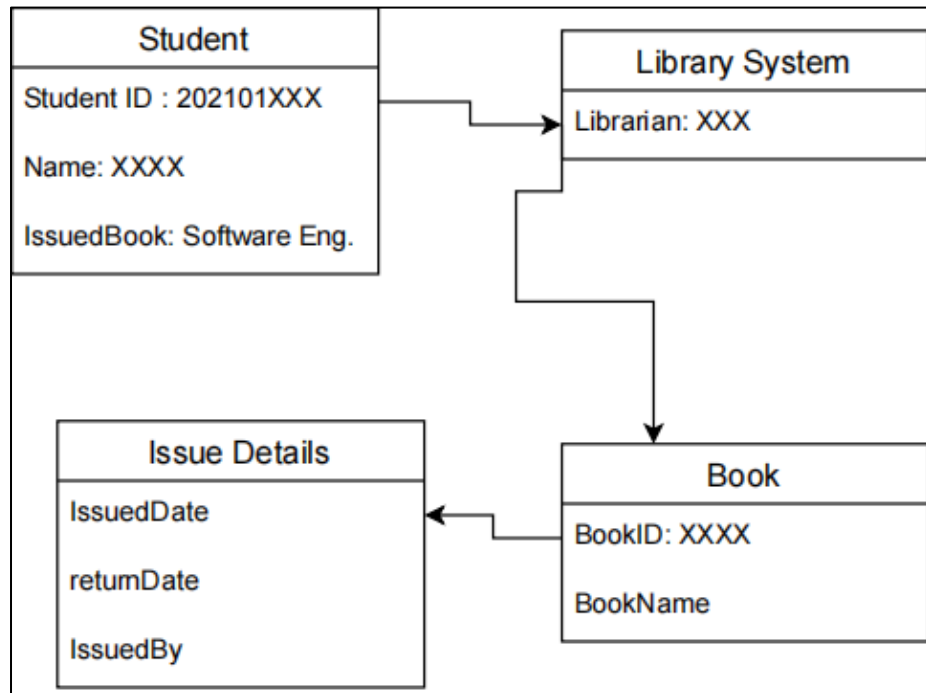 Student
Student ID : 202101XXX
Name: XXXX
IssuedBook: Software Eng.
Library System
Librarian: XXX
Issue Details
IssuedDate
returnDate
IssuedBy
Book
BookID: XXXX
BookName